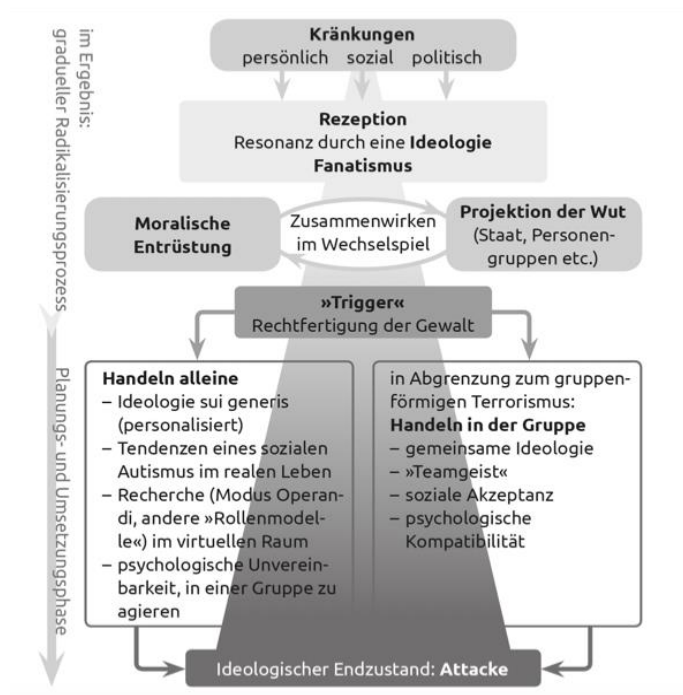 im Ergebnis:
gradueller Radikalisierungsprozess
Planungs- und Umsetzungsphase
Kränkungen
persönlich sozial politisch
Rezeption
Resonanz durch eine Ideologie
Fanatismus
Moralische
Entrüstung
Zusammenwirken
im Wechselspiel
Projektion der Wut
(Staat, Personen-
gruppen etc.)
»Trigger«
Rechtfertigung der Gewalt
Handeln alleine
– Ideologie sui generis
(personalisiert)
– Tendenzen eines sozialen
Autismus im realen Leben
– Recherche (Modus Operan-
di, andere »Rollenmodel-
le«) im virtuellen Raum
– psychologische Unverein-
barkeit, in einer Gruppe zu
agieren
in Abgrenzung zum gruppen-
förmigen Terrorismus:
Handeln in der Gruppe
– gemeinsame Ideologie
– »Teamgeist«
– soziale Akzeptanz
– psychologische
Kompatibilität
Ideologischer Endzustand: Attacke